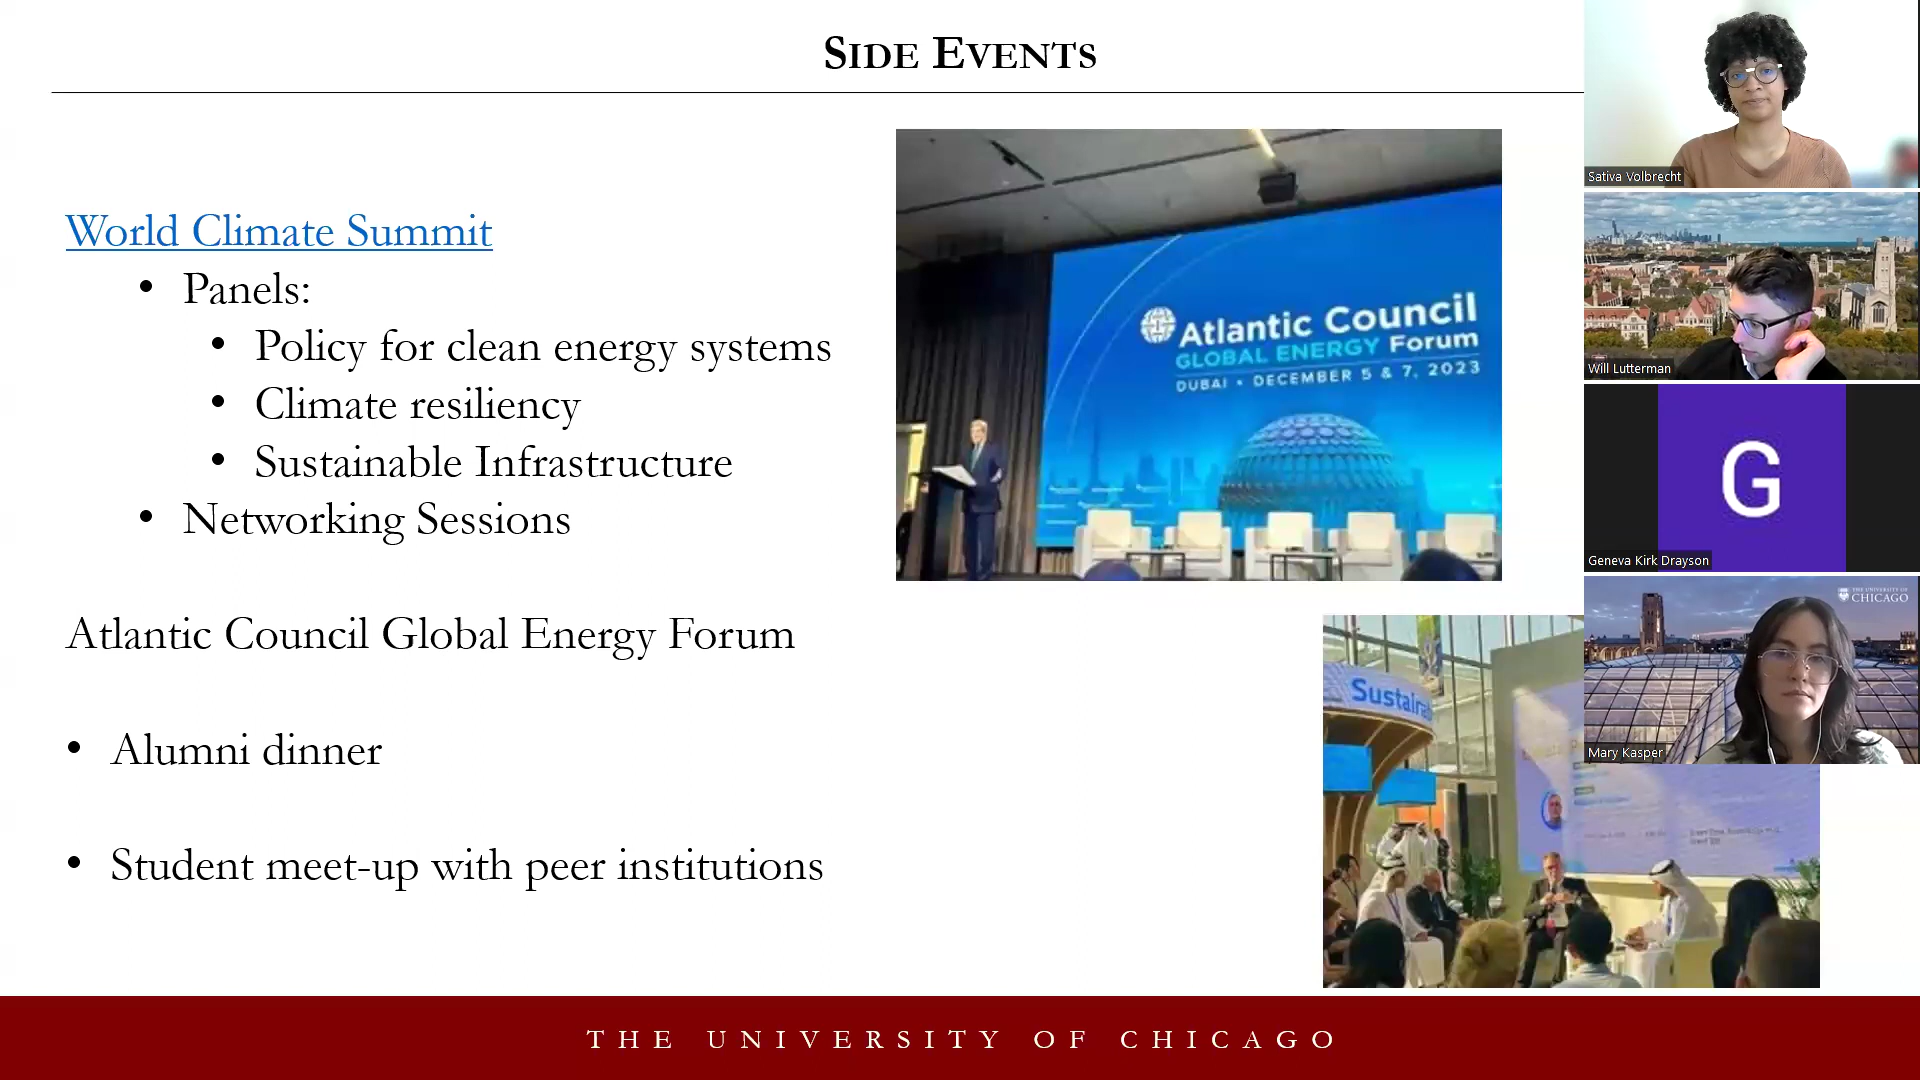 SIDE EVENTS
World Climate Summit
• Panels:
• Policy for clean energy systems
• Climate resiliency
• Sustainable Infrastructure
• Networking Sessions
Atlantic Council Global Energy Forum
• Alumni dinner
• Student meet-up with peer institutions
Atlantic Council
GLOBAL ENERGY Forum
DUBAI • DECEMBER 5 & 7, 2023
Sustaina
Sativa Volbrecht
Will Lutterman
G
Geneva Kirk Drayson
THE UNIVERSITY OF
CHICAGO
Mary Kasper
THE UNIVERSITY OF CHICAGO